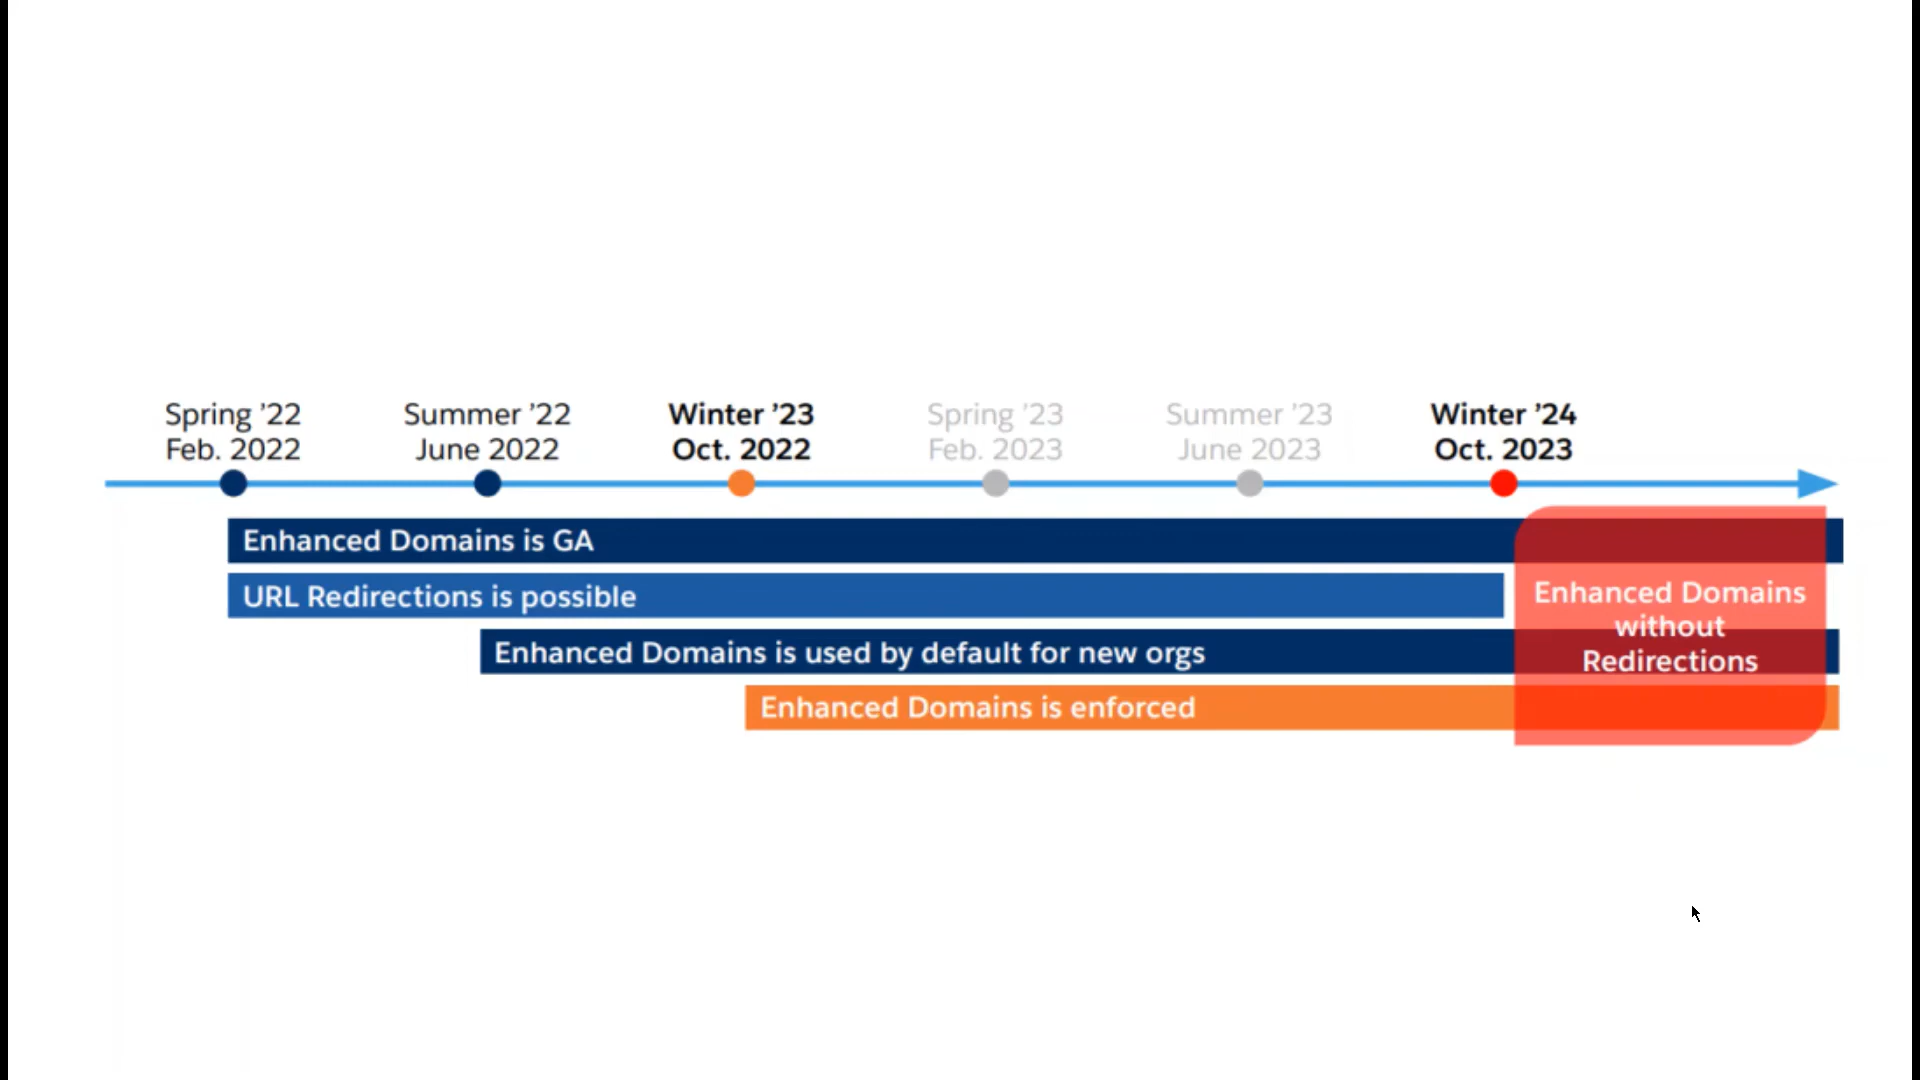 Spring ’22
Feb. 2022
Summer ’22
June 2022
Winter ’23
Oct. 2022
Spring ’23
Feb. 2023
Summer ’23
June 2023
Winter ’24
Oct. 2023
Enhanced Domains is GA
URL Redirections is possible
Enhanced Domains is used by default for new orgs
Enhanced Domains is enforced
Enhanced Domains
without
Redirections